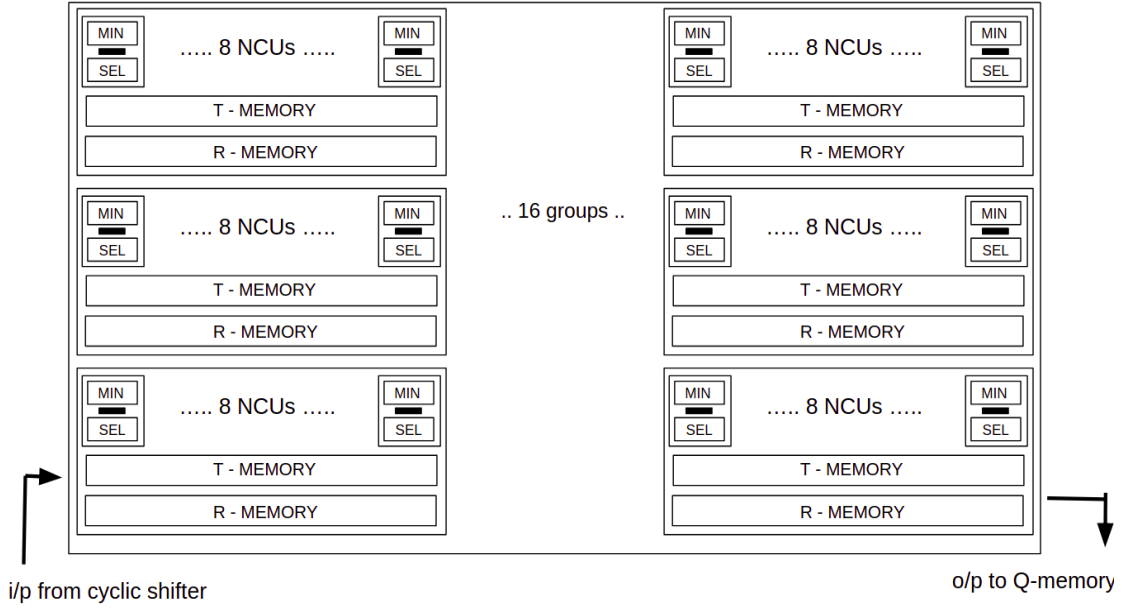 MIN ..... 8 NCUs ..... MIN MIN ..... 8 NCUs ..... MIN
SEL SEL SEL SEL
T - MEMORY T - MEMORY
R - MEMORY R - MEMORY
MIN ..... 8 NCUs ..... MIN .. 16 groups .. MIN ..... 8 NCUs ..... MIN
SEL SEL SEL SEL
T - MEMORY T - MEMORY
R - MEMORY R - MEMORY
MIN ..... 8 NCUs ..... MIN MIN ..... 8 NCUs ..... MIN
SEL SEL SEL SEL
T - MEMORY T - MEMORY
R - MEMORY R - MEMORY
i/p from cyclic shifter o/p to Q-memory